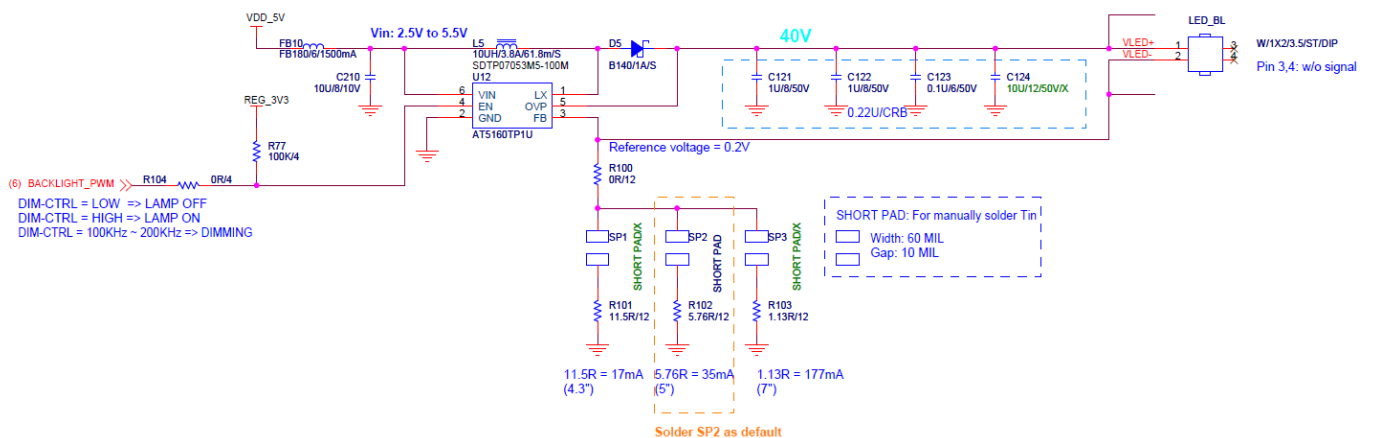 VDD_5V
FB10
FB180/6/1500mA
Vin: 2.5V to 5.5V
C210
10U/8/10V
L5
10UH/3.8A/61.8m/S
SDTP07053M5-100M
U12
6 VIN LX 1
4 EN OVP 5
2 GND FB 3
AT5160TP1U
D5
B140/1A/S
40V
C121
1U/8/50V
C122
1U/8/50V
C123
0.1U/6/50V
C124
10U/12/50V/X
0.22U/CRB
VLED+
VLED-
LED_BL
1
2
3
4
W/1X2/3.5/ST/DIP
Pin 3,4: w/o signal
REG_3V3
R77
100K/4
(6) BACKLIGHT_PWM
R104
0R/4
DIM-CTRL = LOW => LAMP OFF
DIM-CTRL = HIGH => LAMP ON
DIM-CTRL = 100KHz ~ 200KHz => DIMMING
Reference voltage = 0.2V
R100
0R/12
SP1
SHORT PAD/X
SP2
SHORT PAD
SP3
SHORT PAD/X
SHORT PAD: For manually solder Tin
Width: 60 MIL
Gap: 10 MIL
R101
11.5R/12
R102
5.76R/12
R103
1.13R/12
11.5R = 17mA
(4.3")
5.76R = 35mA
(5")
1.13R = 177mA
(7")
Solder SP2 as default